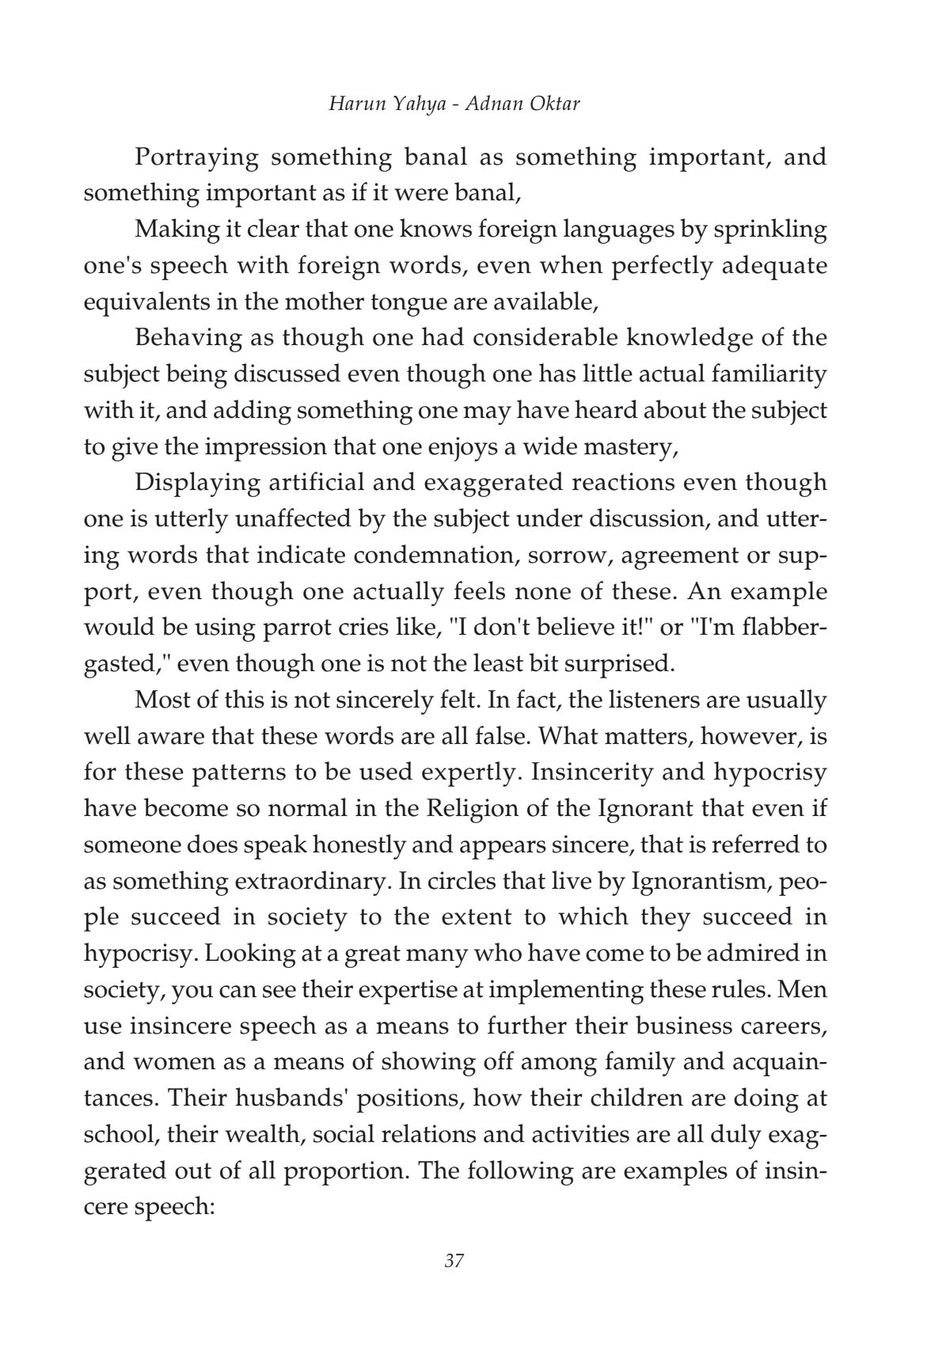 Harun Yahya - Adnan Oktar
Portraying something banal as something important, and
something important as if it were banal,
Making it clear that one knows foreign languages by sprinkling
one's speech with foreign words, even when perfectly adequate
equivalents in the mother tongue are available,
Behaving as though one had considerable knowledge of the
subject being discussed even though one has little actual familiarity
with it, and adding something one may have heard about the subject
to give the impression that one enjoys a wide mastery,
Displaying artificial and exaggerated reactions even though
one is utterly unaffected by the subject under discussion, and utter-
ing words that indicate condemnation, sorrow, agreement or sup-
port, even though one actually feels none of these. An example
would be using parrot cries like, "I don't believe it!" or "I'm flabber-
gasted," even though one is not the least bit surprised.
Most of this is not sincerely felt. In fact, the listeners are usually
well aware that these words are all false. What matters, however, is
for these patterns to be used expertly. Insincerity and hypocrisy
have become so normal in the Religion of the Ignorant that even if
someone does speak honestly and appears sincere, that is referred to
as something extraordinary. In circles that live by Ignorantism, peo-
ple succeed in society to the extent to which they succeed in
hypocrisy. Looking at a great many who have come to be admired in
society, you can see their expertise at implementing these rules. Men
use insincere speech as a means to further their business careers,
and women as a means of showing off among family and acquain-
tances. Their husbands' positions, how their children are doing at
school, their wealth, social relations and activities are all duly exag-
gerated out of all proportion. The following are examples of insin-
cere speech:
37